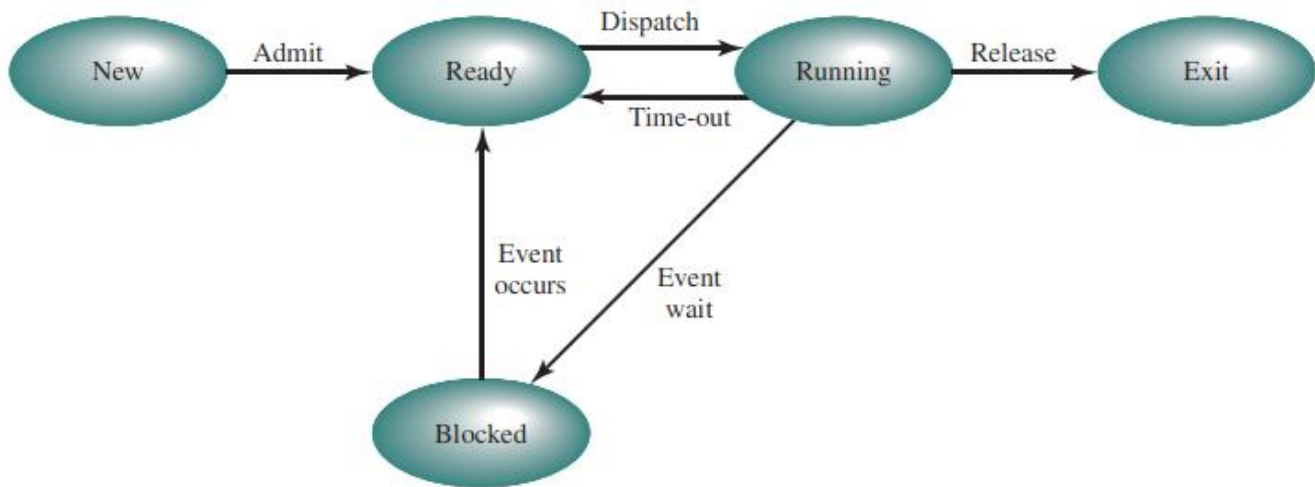 Dispatch
New
Admit
Ready
Running
Release
Exit
Time-out
Event
occurs
Event
wait
Blocked